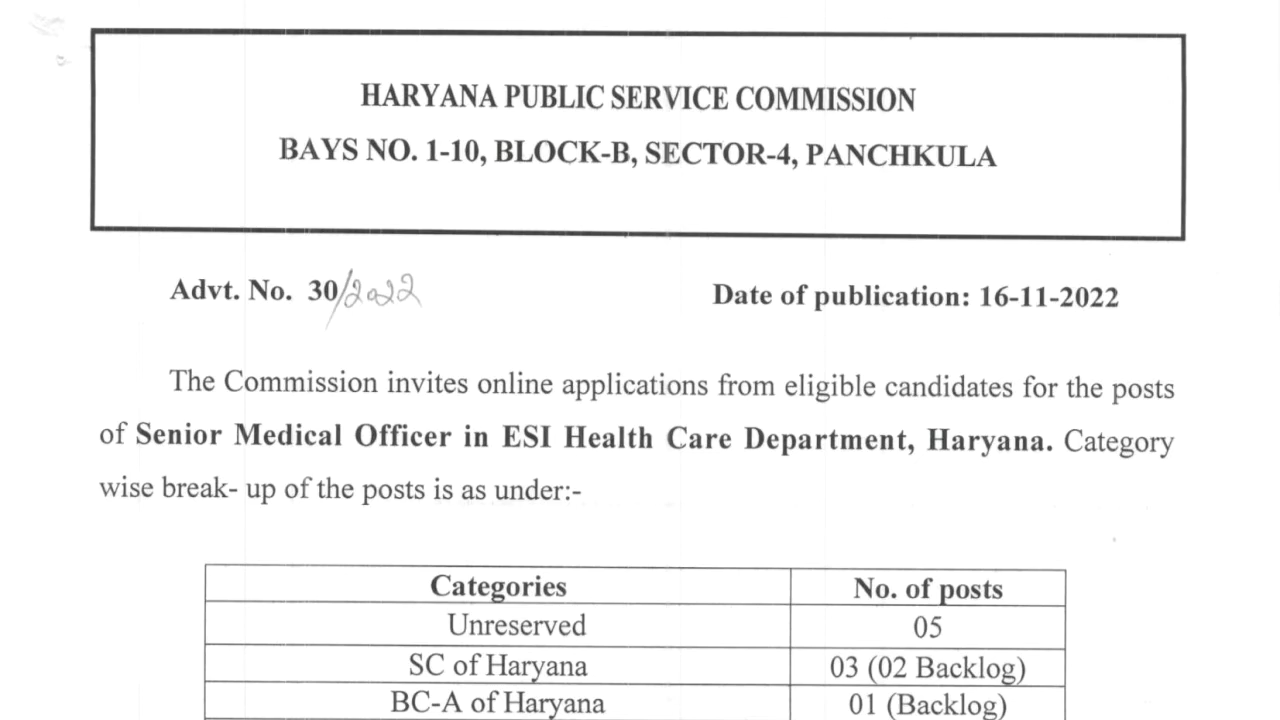 HARYANA PUBLIC SERVICE COMMISSION
BAYS NO. 1-10, BLOCK-B, SECTOR-4, PANCHKULA
Advt. No. 30/2022 Date of publication: 16-11-2022
The Commission invites online applications from eligible candidates for the posts
of Senior Medical Officer in ESI Health Care Department, Haryana. Category
wise break- up of the posts is as under:-
Categories No. of posts
Unreserved 05
SC of Haryana 03 (02 Backlog)
BC-A of Haryana 01 (Backlog)